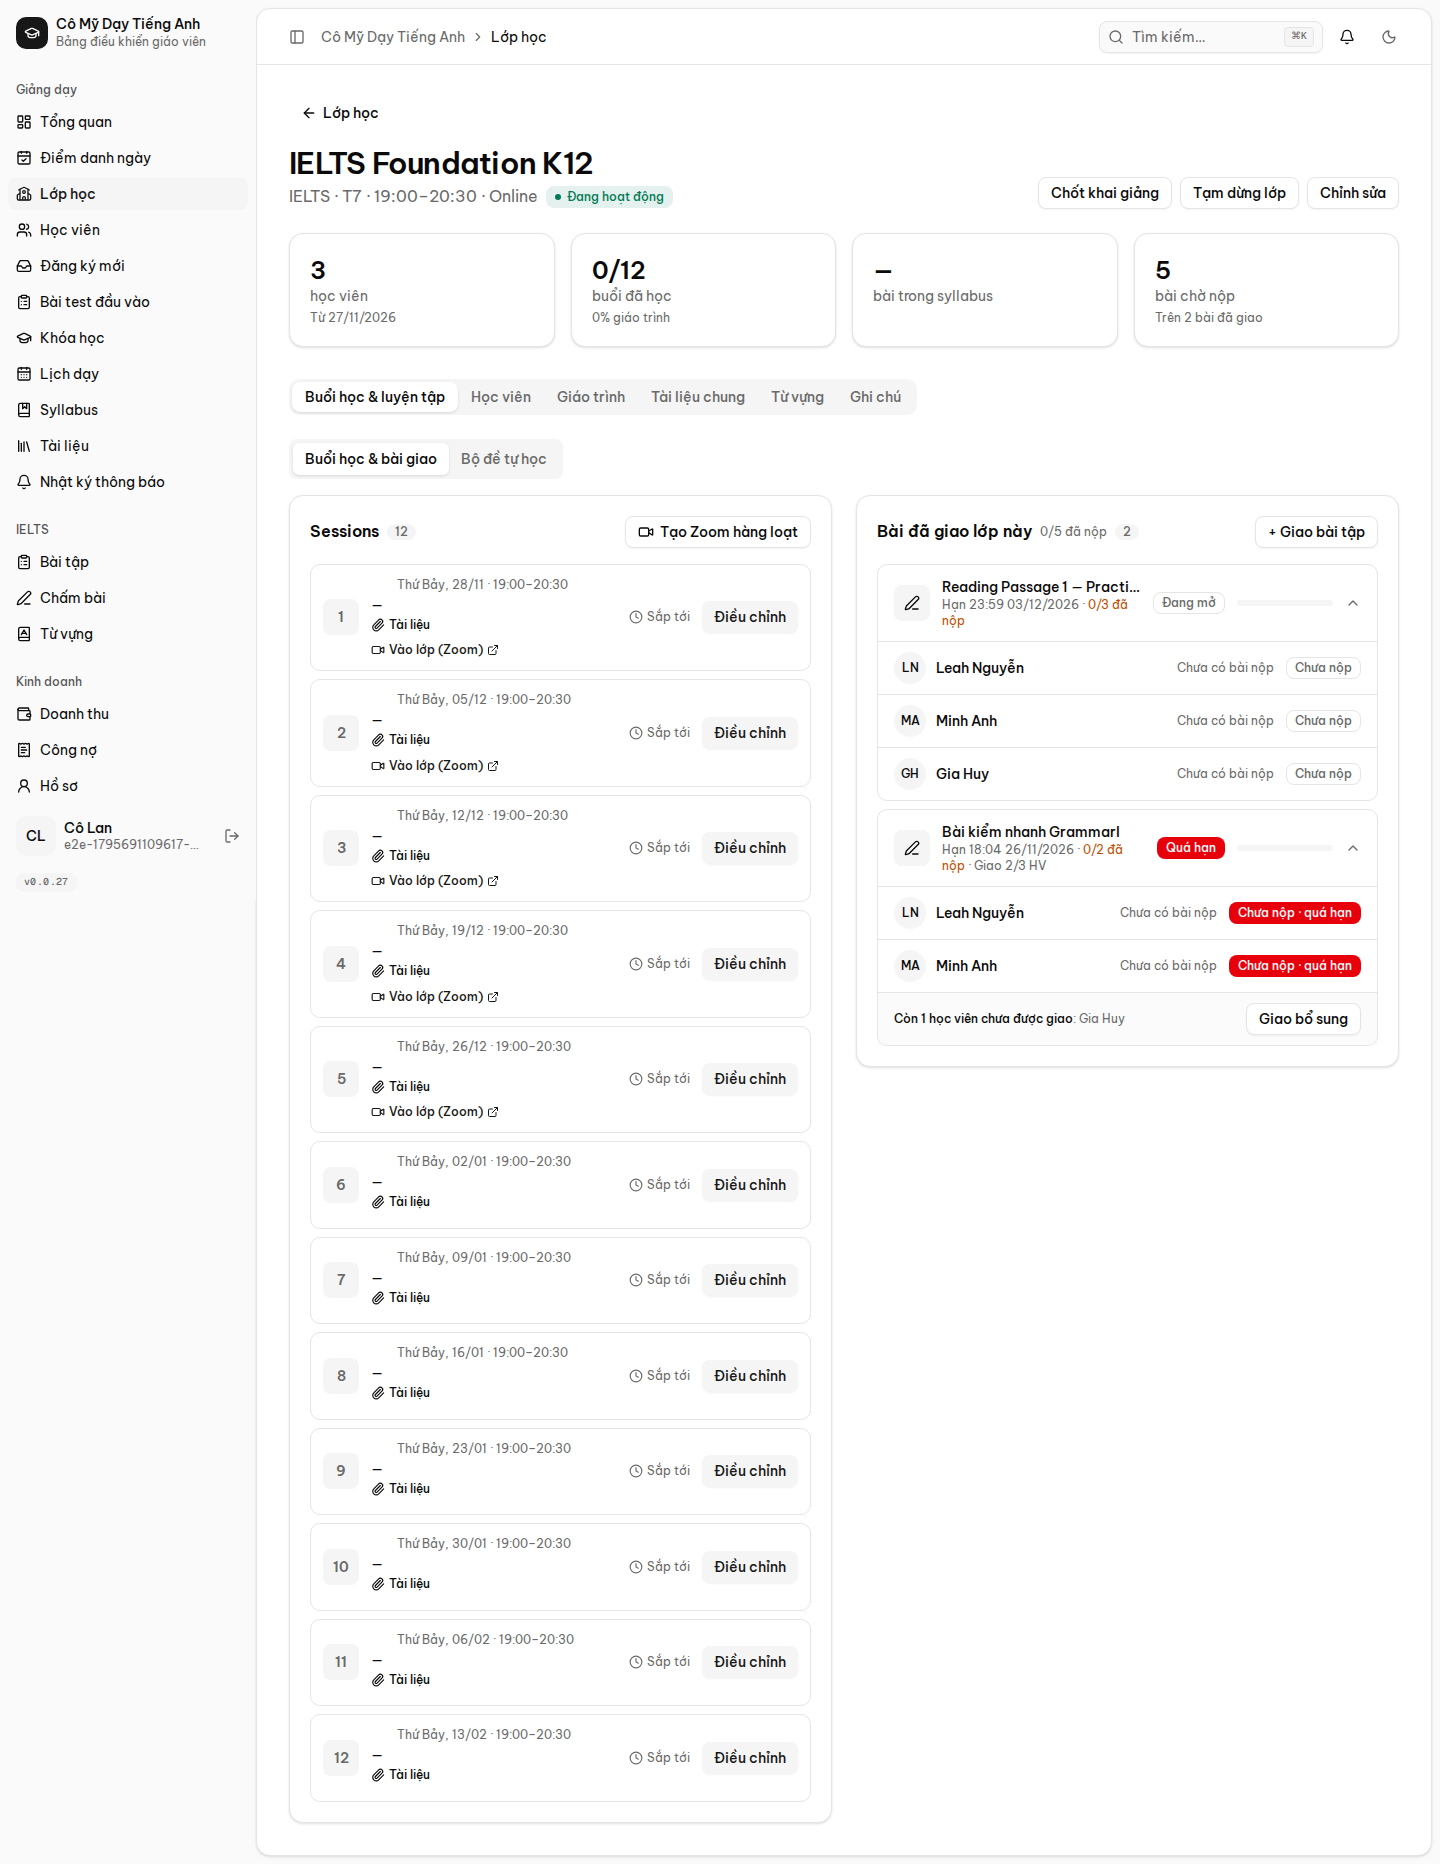 Cô Mỹ Dạy Tiếng Anh
Bảng điều khiển giáo viên
Giảng dạy
Tổng quan
Điểm danh ngày
Lớp học
Học viên
Đăng ký mới
Bài test đầu vào
Khóa học
Lịch dạy
Syllabus
Tài liệu
Nhật ký thông báo
IELTS
Bài tập
Chấm bài
Từ vựng
Kinh doanh
Doanh thu
Công nợ
Hồ sơ
CL
Cô Lan
e2e-1795691109617-...
v0.0.27
Cô Mỹ Dạy Tiếng Anh > Lớp học
Tìm kiếm... ⌘K
← Lớp học
IELTS Foundation K12
IELTS · T7 · 19:00–20:30 · Online • Đang hoạt động
Chốt khai giảng
Tạm dừng lớp
Chỉnh sửa
3
học viên
Từ 27/11/2026
0/12
buổi đã học
0% giáo trình
—
bài trong syllabus
5
bài chờ nộp
Trên 2 bài đã giao
Buổi học & luyện tập
Học viên
Giáo trình
Tài liệu chung
Từ vựng
Ghi chú
Buổi học & bài giao
Bộ đề tự học
Sessions 12
Tạo Zoom hàng loạt
1
Thứ Bảy, 28/11 · 19:00–20:30
—
Tài liệu
Vào lớp (Zoom)
Sắp tới
Điều chỉnh
2
Thứ Bảy, 05/12 · 19:00–20:30
—
Tài liệu
Vào lớp (Zoom)
Sắp tới
Điều chỉnh
3
Thứ Bảy, 12/12 · 19:00–20:30
—
Tài liệu
Vào lớp (Zoom)
Sắp tới
Điều chỉnh
4
Thứ Bảy, 19/12 · 19:00–20:30
—
Tài liệu
Vào lớp (Zoom)
Sắp tới
Điều chỉnh
5
Thứ Bảy, 26/12 · 19:00–20:30
—
Tài liệu
Vào lớp (Zoom)
Sắp tới
Điều chỉnh
6
Thứ Bảy, 02/01 · 19:00–20:30
—
Tài liệu
Sắp tới
Điều chỉnh
7
Thứ Bảy, 09/01 · 19:00–20:30
—
Tài liệu
Sắp tới
Điều chỉnh
8
Thứ Bảy, 16/01 · 19:00–20:30
—
Tài liệu
Sắp tới
Điều chỉnh
9
Thứ Bảy, 23/01 · 19:00–20:30
—
Tài liệu
Sắp tới
Điều chỉnh
10
Thứ Bảy, 30/01 · 19:00–20:30
—
Tài liệu
Sắp tới
Điều chỉnh
11
Thứ Bảy, 06/02 · 19:00–20:30
—
Tài liệu
Sắp tới
Điều chỉnh
12
Thứ Bảy, 13/02 · 19:00–20:30
—
Tài liệu
Sắp tới
Điều chỉnh
Bài đã giao lớp này 0/5 đã nộp 2
+ Giao bài tập
Reading Passage 1 — Practi...
Hạn 23:59 03/12/2026 · 0/3 đã
nộp
Đang mở
LN Leah Nguyễn Chưa có bài nộp Chưa nộp
MA Minh Anh Chưa có bài nộp Chưa nộp
GH Gia Huy Chưa có bài nộp Chưa nộp
Bài kiểm nhanh Grammarl
Hạn 18:04 26/11/2026 · 0/2 đã
nộp · Giao 2/3 HV
Quá hạn
LN Leah Nguyễn Chưa có bài nộp Chưa nộp · quá hạn
MA Minh Anh Chưa có bài nộp Chưa nộp · quá hạn
Còn 1 học viên chưa được giao: Gia Huy
Giao bổ sung